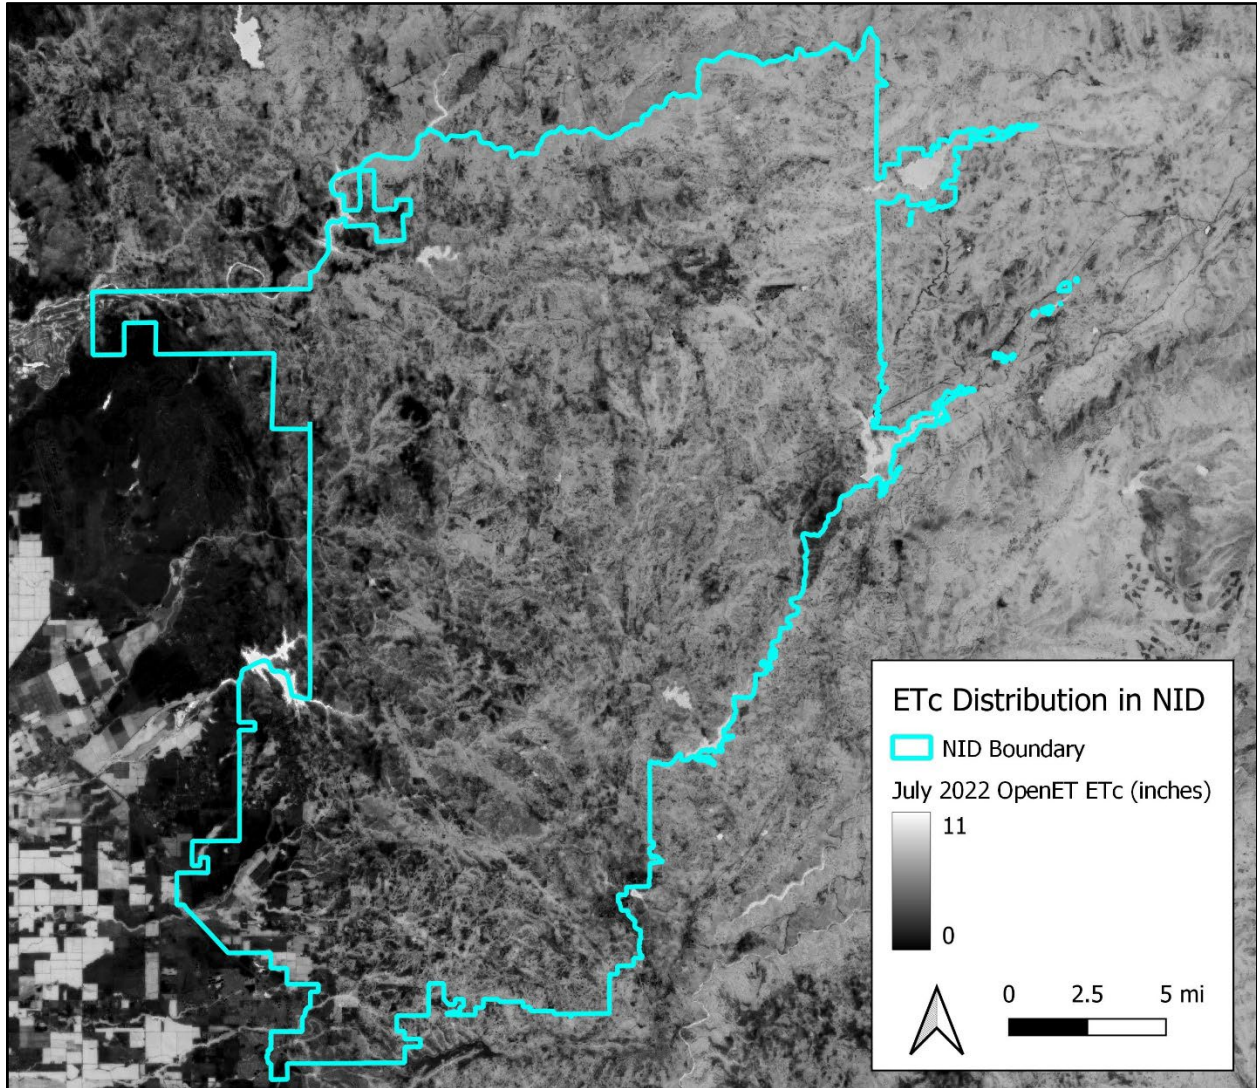 ETc Distribution in NID
NID Boundary
July 2022 OpenET ETc (inches)
11
0
0 2.5 5 mi